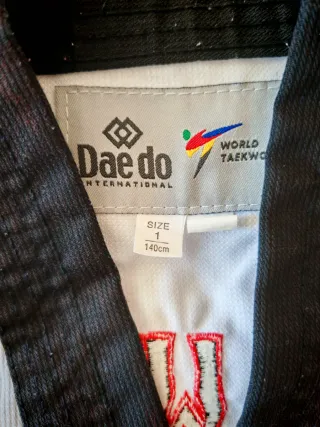 Dae do
INTERNATIONAL
WORLD
TAEKWO
SIZE
1
140cm